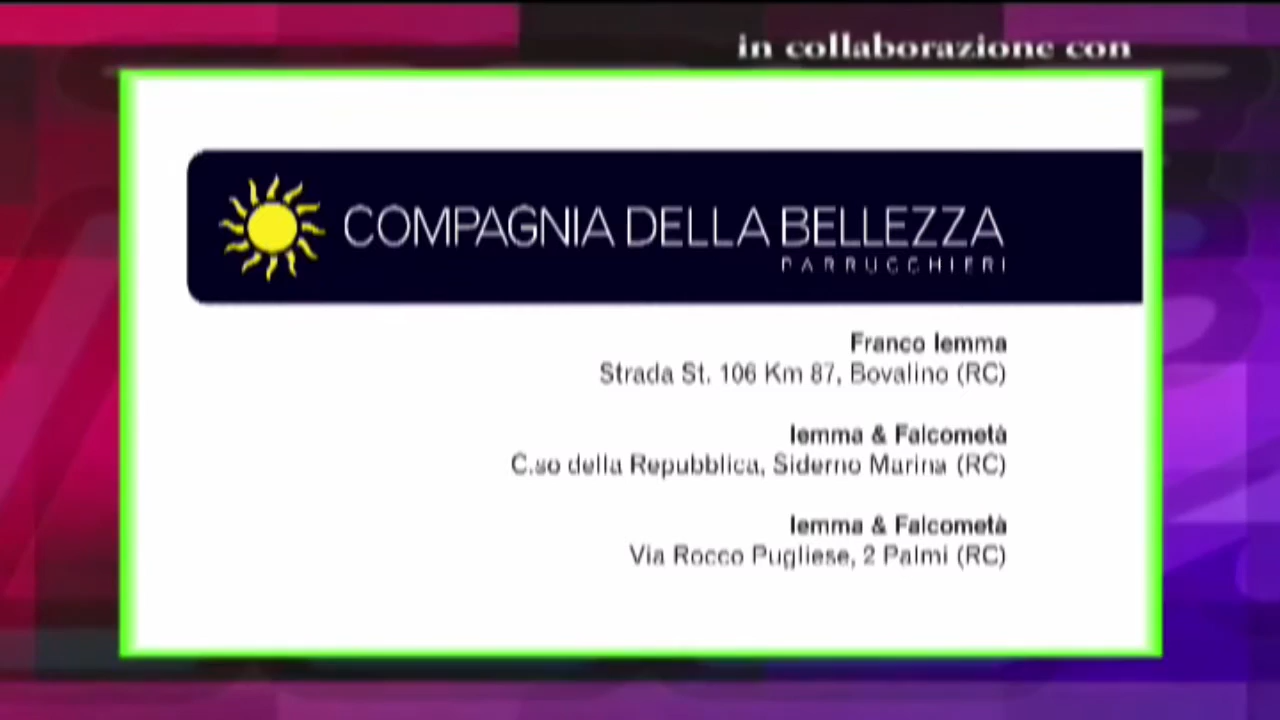 in collaborazione con
COMPAGNIA DELLA BELLEZZA
PARRUCCHIERI
Franco Iemma
Strada St. 106 Km 87, Bovalino (RC)
Iemma & Falcometà
C.so della Repubblica, Siderno Marina (RC)
Iemma & Falcometà
Via Rocco Pugliese, 2 Palmi (RC)